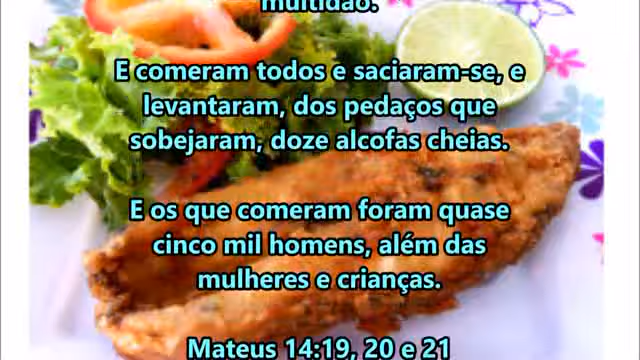 multidão.
E comeram todos e saciaram-se, e
levantaram, dos pedaços que
sobejaram, doze alcofas cheias.
E os que comeram foram quase
cinco mil homens, além das
mulheres e crianças.
Mateus 14:19, 20 e 21